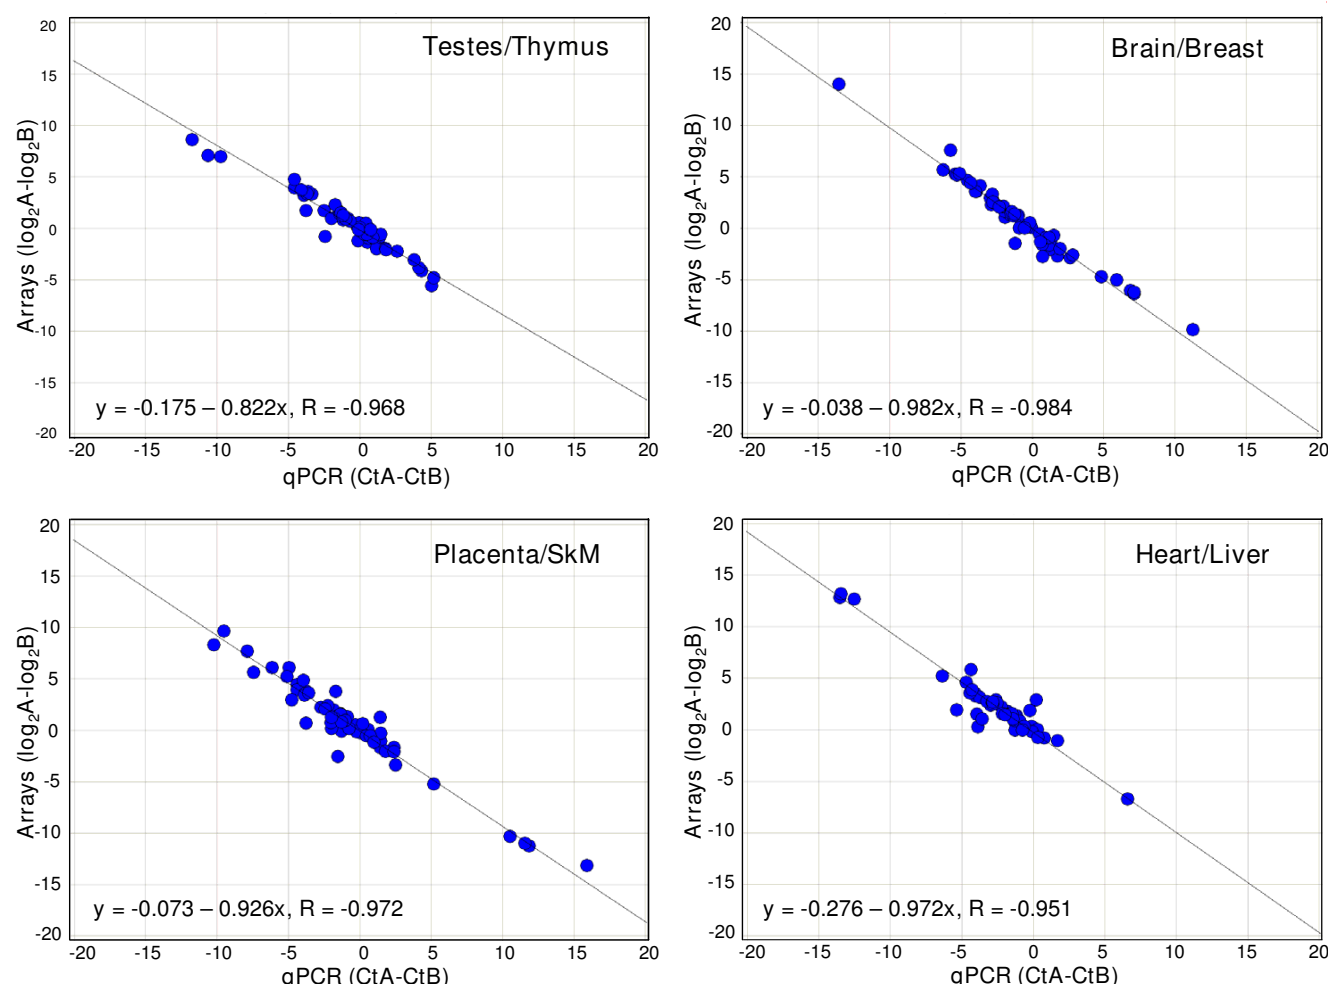 Testes/Thymus
Arrays (log₂A-log₂B)
20
15
10
5
0
-5
-10
-15
-20
y = -0.175 – 0.822x, R = -0.968
-20 -15 -10 -5 0 5 10 15 20
qPCR (CtA-CtB)
Brain/Breast
Arrays (log₂A-log₂B)
20
15
10
5
0
-5
-10
-15
-20
y = -0.038 – 0.982x, R = -0.984
-20 -15 -10 -5 0 5 10 15 20
qPCR (CtA-CtB)
Placenta/SkM
Arrays (log₂A-log₂B)
20
15
10
5
0
-5
-10
-15
-20
y = -0.073 – 0.926x, R = -0.972
-20 -15 -10 -5 0 5 10 15 20
qPCR (CtA-CtB)
Heart/Liver
Arrays (log₂A-log₂B)
20
15
10
5
0
-5
-10
-15
-20
y = -0.276 – 0.972x, R = -0.951
-20 -15 -10 -5 0 5 10 15 20
qPCR (CtA-CtB)